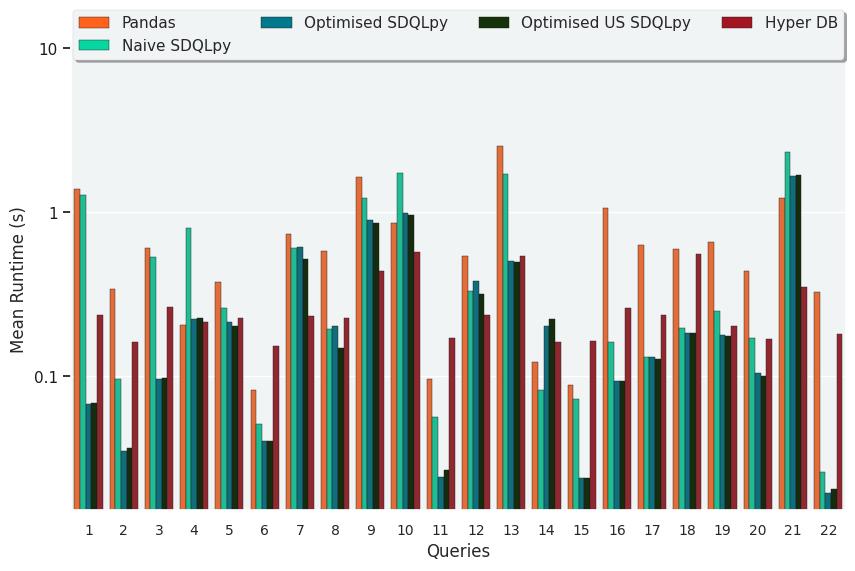 Pandas Optimised SDQLpy Optimised US SDQLpy Hyper DB
Naive SDQLpy
10
1
0.1
Mean Runtime (s)
1 2 3 4 5 6 7 8 9 10 11 12 13 14 15 16 17 18 19 20 21 22
Queries